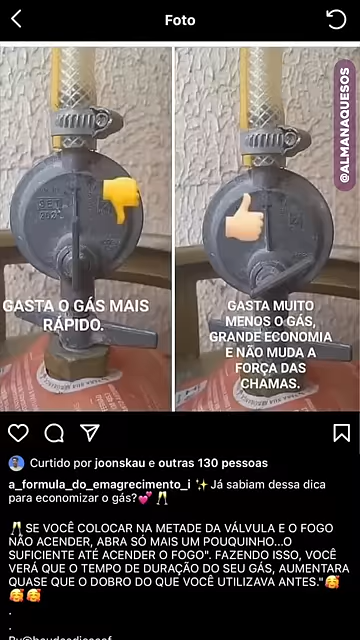 Foto
@ALMANAQUESOS
GASTA O GÁS MAIS
RÁPIDO.
GASTA MUITO
MENOS O GÁS,
GRANDE ECONOMIA
E NÃO MUDA A
FORÇA DAS
CHAMAS.
Curtido por joonskau e outras 130 pessoas
a_formula_do_emagrecimento_i ✨ Já sabiam dessa dica
para economizar o gás?💕 🥂
🥂SE VOCÊ COLOCAR NA METADE DA VÁLVULA E O FOGO
NÃO ACENDER, ABRA SÓ MAIS UM POUQUINHO...O
SUFICIENTE ATÉ ACENDER O FOGO". FAZENDO ISSO, VOCÊ
VERÁ QUE O TEMPO DE DURAÇÃO DO SEU GÁS, AUMENTARA
QUASE QUE O DOBRO DO QUE VOCÊ UTILIZAVA ANTES."🥰
🥰🥰
.
.